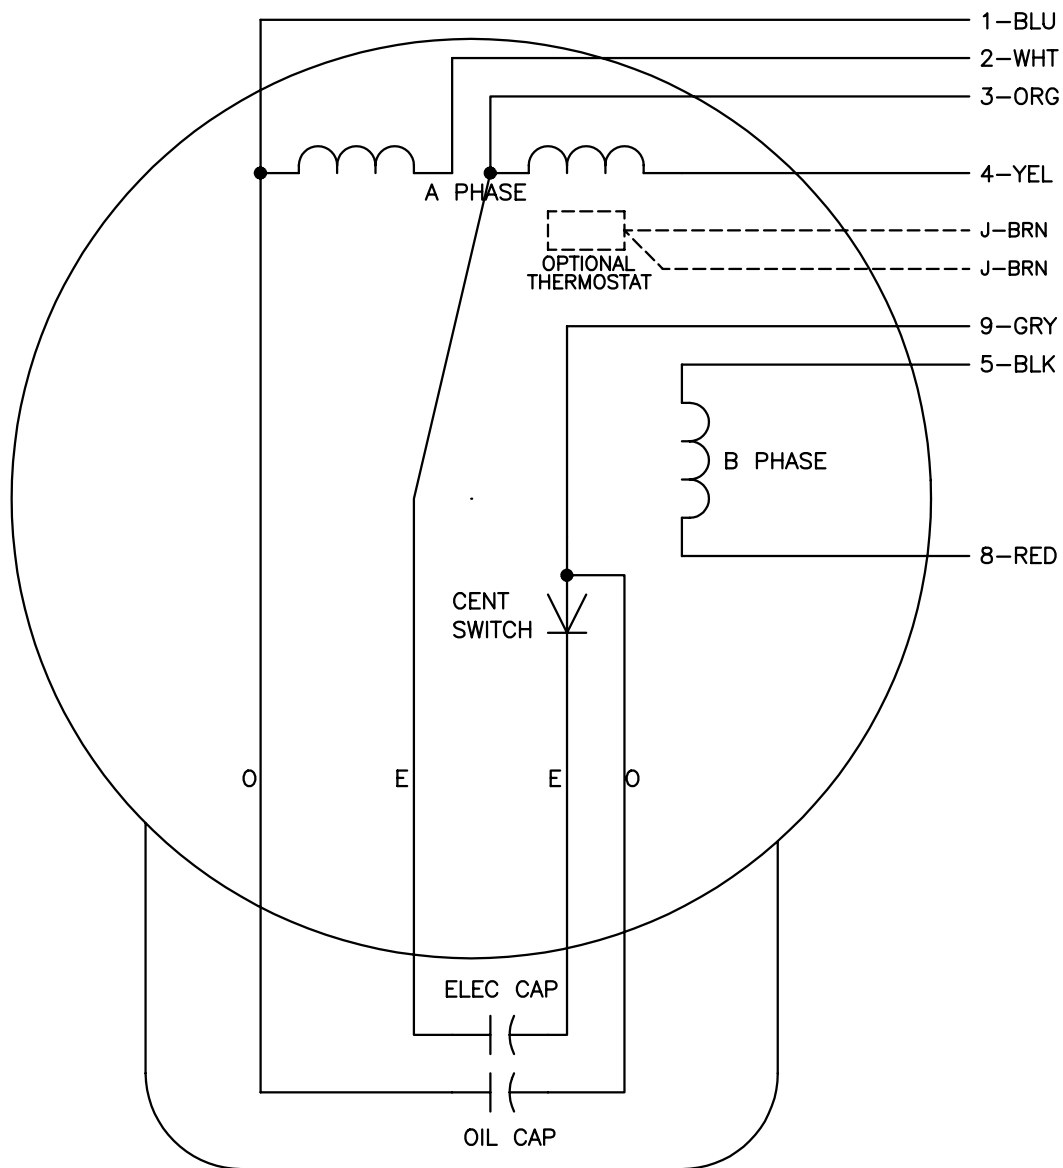 1-BLU
2-WHT
3-ORG
4-YEL
A PHASE
J-BRN
OPTIONAL
THERMOSTAT
J-BRN
9-GRY
5-BLK
B PHASE
8-RED
CENT
SWITCH
O
E
E
O
ELEC CAP
OIL CAP